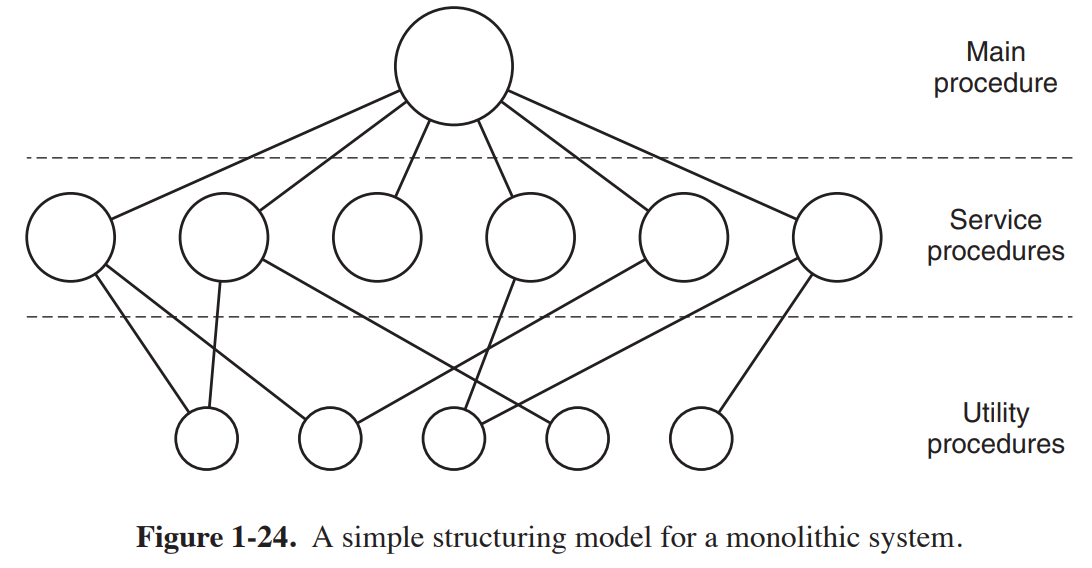 Main
procedure
Service
procedures
Utility
procedures
Figure 1-24. A simple structuring model for a monolithic system.